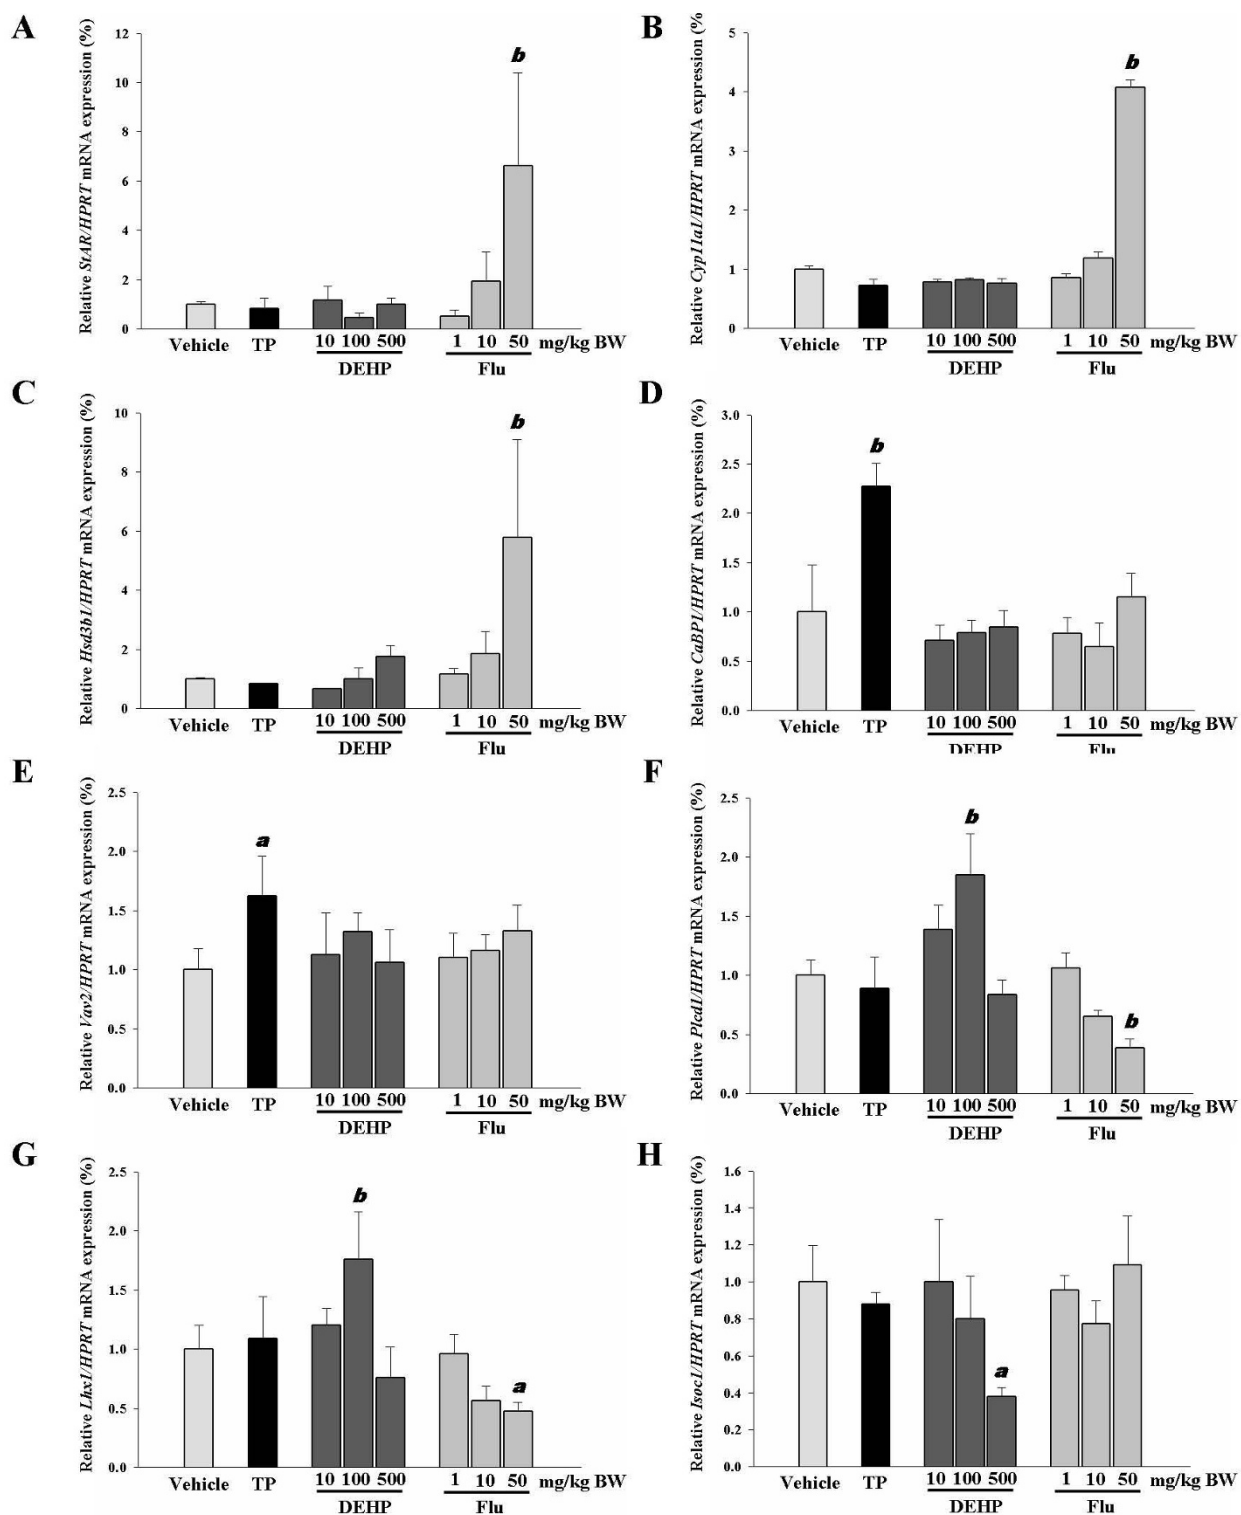 A
Relative StAR/HPRT mRNA expression (%)
12
10
8
6
4
2
0
b
Vehicle TP 10 100 500 1 10 50 mg/kg BW
DEHP Flu
B
Relative Cyp11a1/HPRT mRNA expression (%
5
4
3
2
1
0
b
Vehicle TP 10 100 500 1 10 50 mg/kg BW
DEHP Flu
C
Relative Hsd3b1/HPRT mRNA expression (%)
10
8
6
4
2
0
b
Vehicle TP 10 100 500 1 10 50 mg/kg BW
DEHP Flu
D
Relative CaBP1/HPRT mRNA expression (%)
3.0
2.5
2.0
1.5
1.0
0.5
0.0
b
Vehicle TP 10 100 500 1 10 50 mg/kg BW
DEHP Flu
E
Relative Vav2/HPRT mRNA expression (%)
2.5
2.0
1.5
1.0
0.5
0.0
a
Vehicle TP 10 100 500 1 10 50 mg/kg BW
DEHP Flu
F
Relative Plcd1/HPRT mRNA expression (%)
2.5
2.0
1.5
1.0
0.5
0.0
b
b
Vehicle TP 10 100 500 1 10 50 mg/kg BW
DEHP Flu
G
Relative Lhx1/HPRT mRNA expression (%)
2.5
2.0
1.5
1.0
0.5
0.0
b
a
Vehicle TP 10 100 500 1 10 50 mg/kg BW
DEHP Flu
H
Relative Isoc1/HPRT mRNA expression (%)
1.6
1.4
1.2
1.0
0.8
0.6
0.4
0.2
0.0
a
Vehicle TP 10 100 500 1 10 50 mg/kg BW
DEHP Flu